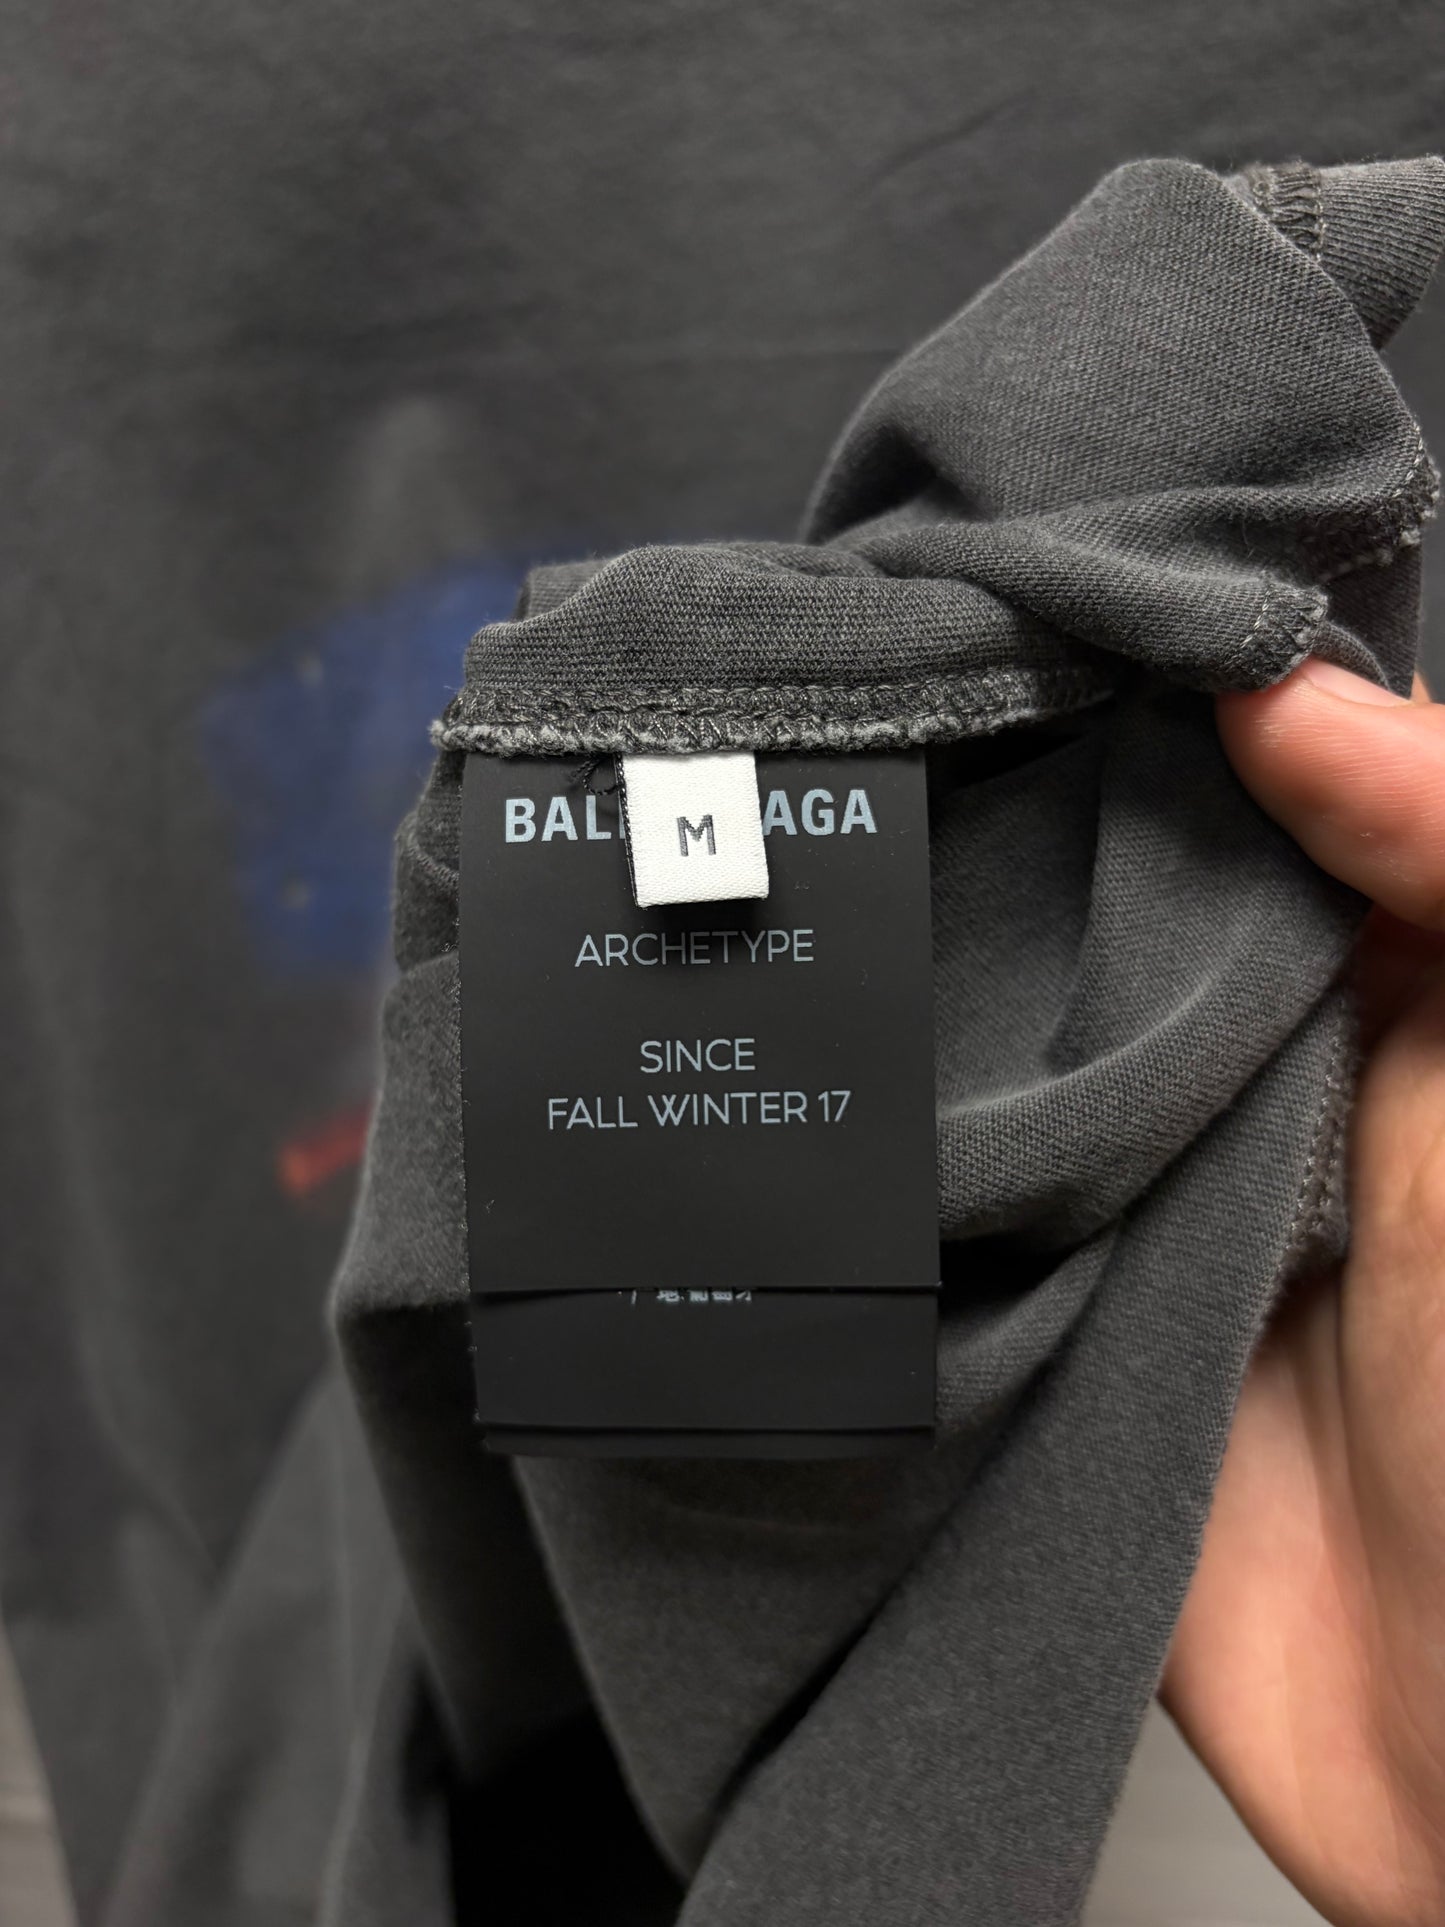 BAL AGA
M
ARCHETYPE
SINCE
FALL WINTER 17